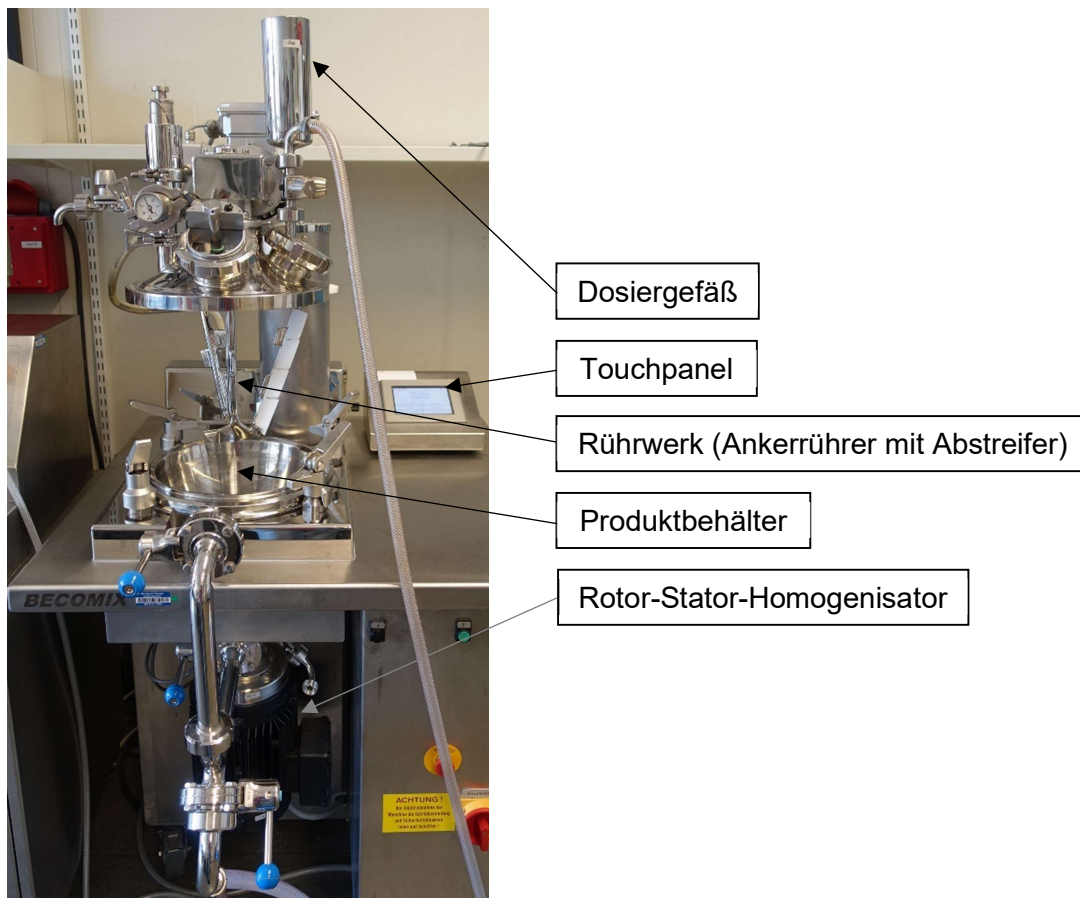 Dosiergefäß
Touchpanel
Rührwerk (Ankerrührer mit Abstreifer)
Produktbehälter
Rotor-Stator-Homogenisator
BECOMIX
ACHTUNG !